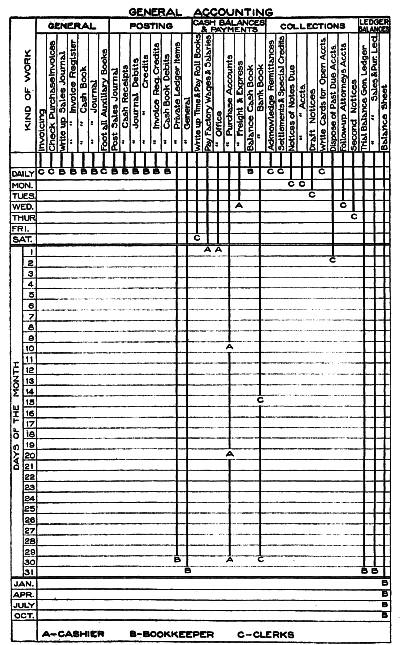 GENERAL ACCOUNTING
GENERAL
POSTING
CASH BALANCES & PAYMENTS
COLLECTIONS
LEDGER BALANCES
KIND OF WORK
Invoicing
Check Purchase Invoices
Write up Sales Journal
" " Invoice Register
" " Cash Book
" " Journal
Foot all Auxiliary Books
Post Sales Journal
" Cash Receipts
" Journal Debits
" " Credits
" Invoice Reg. Credits
" Cash Book Debits
" Private Ledger Items
" General " "
Write up Time & Pay Roll Books
Pay Factory Wages & Salaries
" Office "
" Purchase Accounts
" Freight & Express
Balance Cash Book
" Bank Book
Acknowledge Remittances
Settlements & Special Credits
Notices of Notes Due
" " Accts. "
Draft Notices
Write Cards for Open Accts.
Dispose of Past Due Accts.
Follow up Attorneys Accts.
Second Notices
Trial Balance Gen. Ledger
" " Sales & Pur. Led.
Balance Sheet
DAILY C C B B B B C B B B B B B B C C C
MON. C C
TUES. C
WED. A C
THUR C
FRI.
SAT. C
DAYS OF THE MONTH
1 A A
2 C
3
4
5
6
7
8
9
10 A
11
12
13
14
15 C
16
17
18
19
20 A
21
22
23
24
25
26
27
28
29
30 B A C
31 B B B
JAN. B
APR. B
JULY B
OCT. B
A-CASHIER B-BOOKKEEPER C-CLERKS